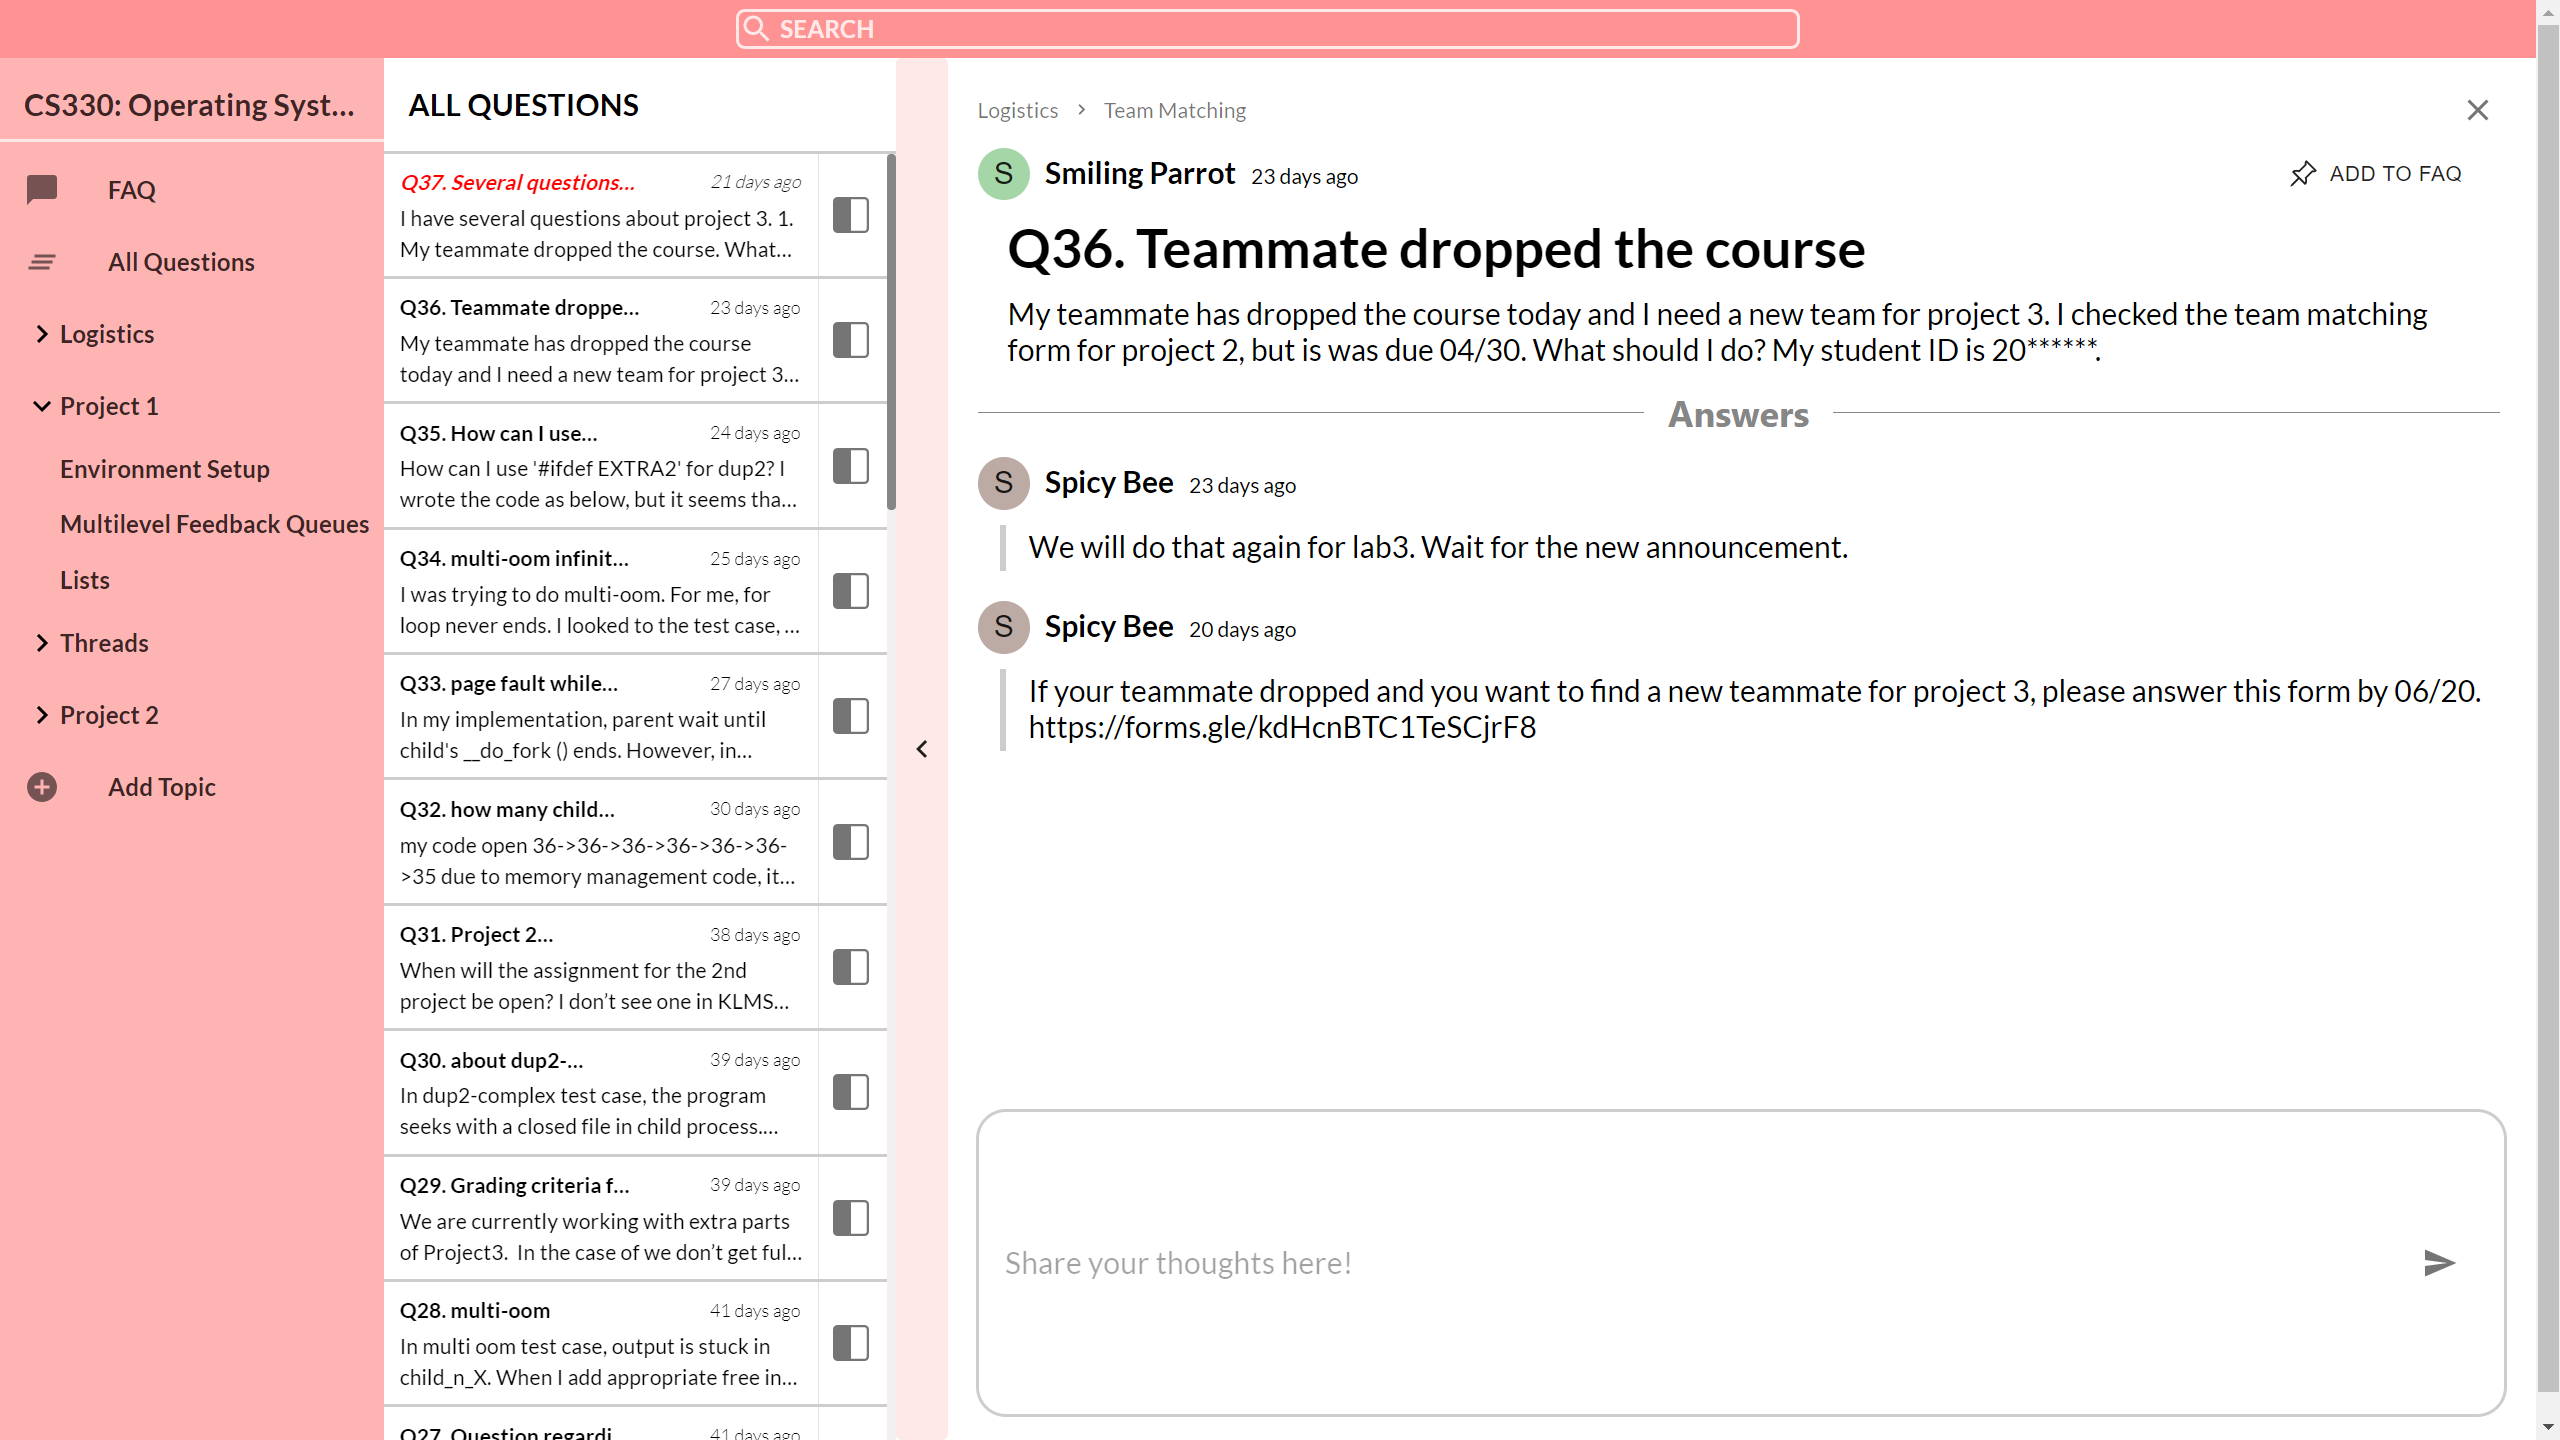 SEARCH
CS330: Operating Syst...
FAQ
All Questions
Logistics
Project 1
Environment Setup
Multilevel Feedback Queues
Lists
Threads
Project 2
Add Topic
ALL QUESTIONS
Q37. Several questions...
21 days ago
I have several questions about project 3. 1.
My teammate dropped the course. What...
Q36. Teammate droppe...
23 days ago
My teammate has dropped the course
today and I need a new team for project 3...
Q35. How can I use...
24 days ago
How can I use '#ifdef EXTRA2' for dup2? I
wrote the code as below, but it seems tha...
Q34. multi-oom infinit...
25 days ago
I was trying to do multi-oom. For me, for
loop never ends. I looked to the test case, ...
Q33. page fault while...
27 days ago
In my implementation, parent wait until
child's __do_fork () ends. However, in...
Q32. how many child...
30 days ago
my code open 36->36->36->36->36->36-
>35 due to memory management code, it...
Q31. Project 2...
38 days ago
When will the assignment for the 2nd
project be open? I don’t see one in KLMS...
Q30. about dup2-...
39 days ago
In dup2-complex test case, the program
seeks with a closed file in child process....
Q29. Grading criteria f...
39 days ago
We are currently working with extra parts
of Project3.  In the case of we don’t get ful...
Q28. multi-oom
41 days ago
In multi oom test case, output is stuck in
child_n_X. When I add appropriate free in...
Q27. Question regardi...
41 days ago
Logistics > Team Matching
S
Smiling Parrot 23 days ago
ADD TO FAQ
Q36. Teammate dropped the course
My teammate has dropped the course today and I need a new team for project 3. I checked the team matching
form for project 2, but is was due 04/30. What should I do? My student ID is 20******.
Answers
S
Spicy Bee 23 days ago
We will do that again for lab3. Wait for the new announcement.
S
Spicy Bee 20 days ago
If your teammate dropped and you want to find a new teammate for project 3, please answer this form by 06/20.
https://forms.gle/kdHcnBTC1TeSCjrF8
Share your thoughts here!